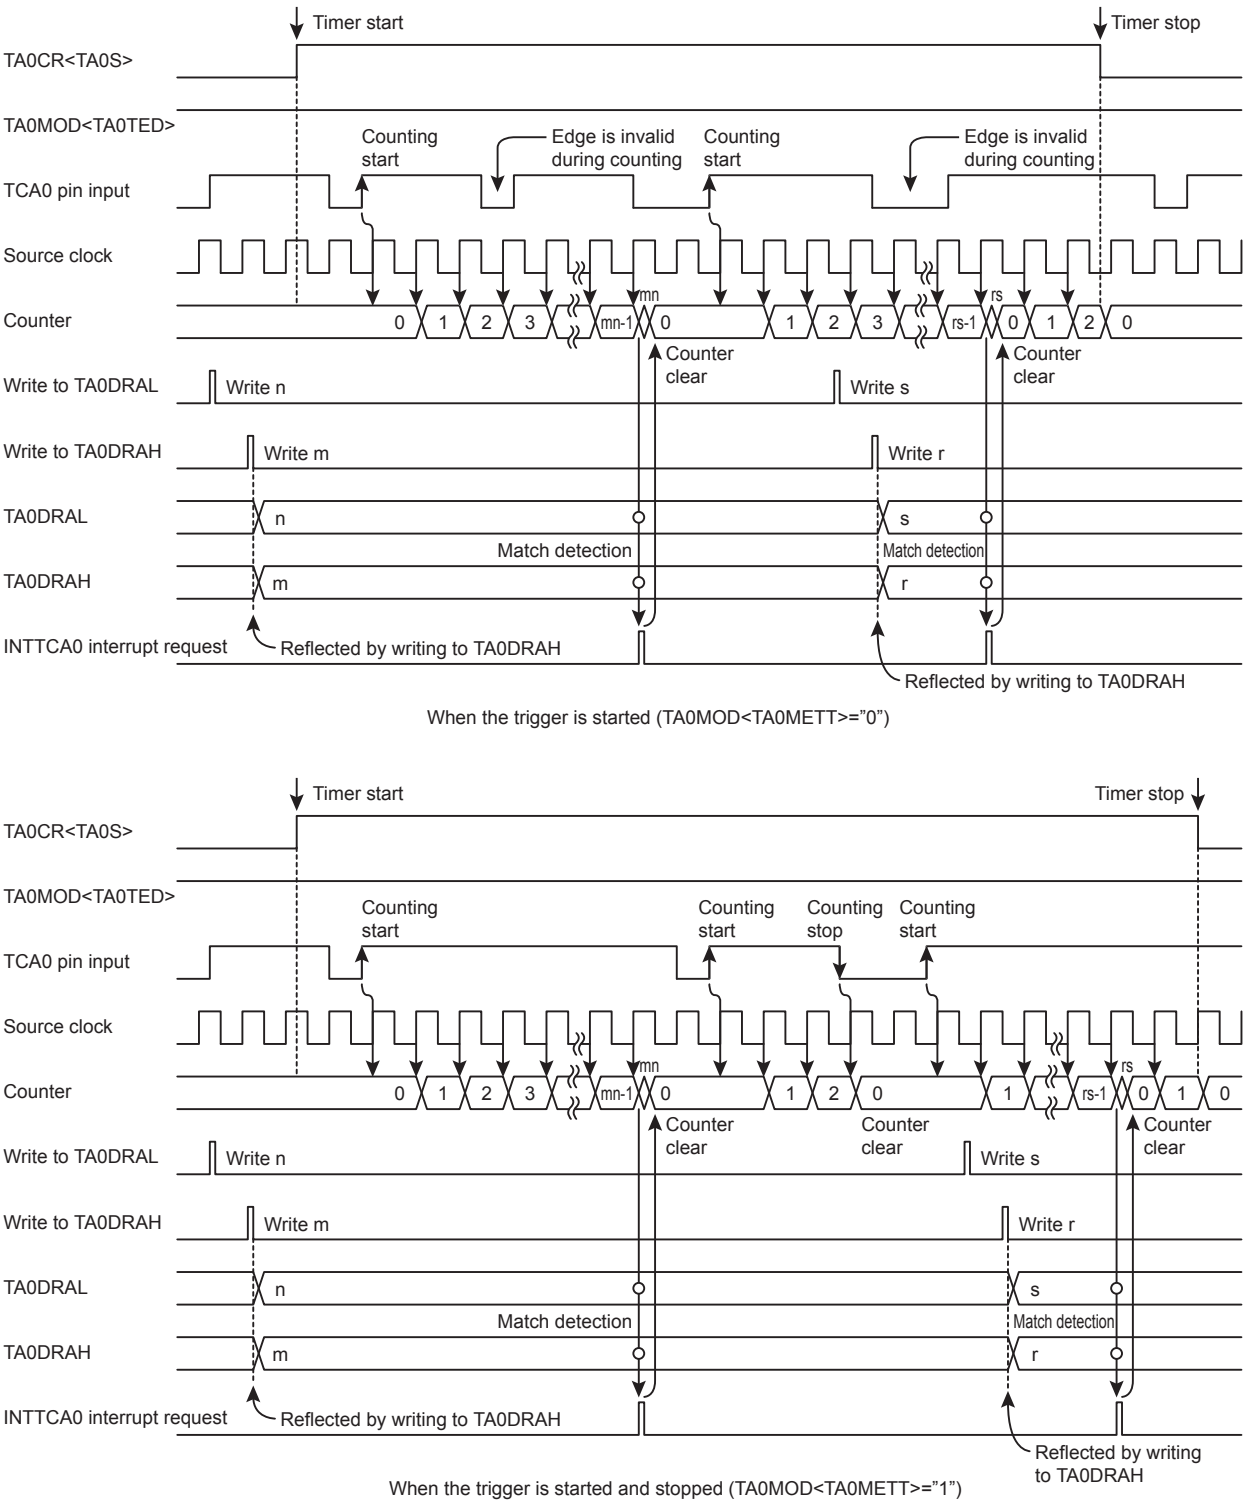 Timer start
Timer stop
TA0CR<TA0S>
TA0MOD<TA0TED>
Counting
start
Edge is invalid
during counting
Counting
start
Edge is invalid
during counting
TCA0 pin input
Source clock
mn
rs
Counter
0 1 2 3 mn-1 0 1 2 3 rs-1 0 1 2 0
Counter
clear
Counter
clear
Write to TA0DRAL
Write n
Write s
Write to TA0DRAH
Write m
Write r
TA0DRAL
n
s
Match detection
Match detection
TA0DRAH
m
r
INTTCA0 interrupt request
Reflected by writing to TA0DRAH
Reflected by writing to TA0DRAH
When the trigger is started (TA0MOD<TA0METT>=”0”)
Timer start
Timer stop
TA0CR<TA0S>
TA0MOD<TA0TED>
Counting
start
Counting
start
Counting
stop
Counting
start
TCA0 pin input
Source clock
mn
rs
Counter
0 1 2 3 mn-1 0 1 2 0 1 rs-1 0 1 0
Counter
clear
Counter
clear
Counter
clear
Write to TA0DRAL
Write n
Write s
Write to TA0DRAH
Write m
Write r
TA0DRAL
n
s
Match detection
Match detection
TA0DRAH
m
r
INTTCA0 interrupt request
Reflected by writing to TA0DRAH
Reflected by writing
to TA0DRAH
When the trigger is started and stopped (TA0MOD<TA0METT>=”1”)